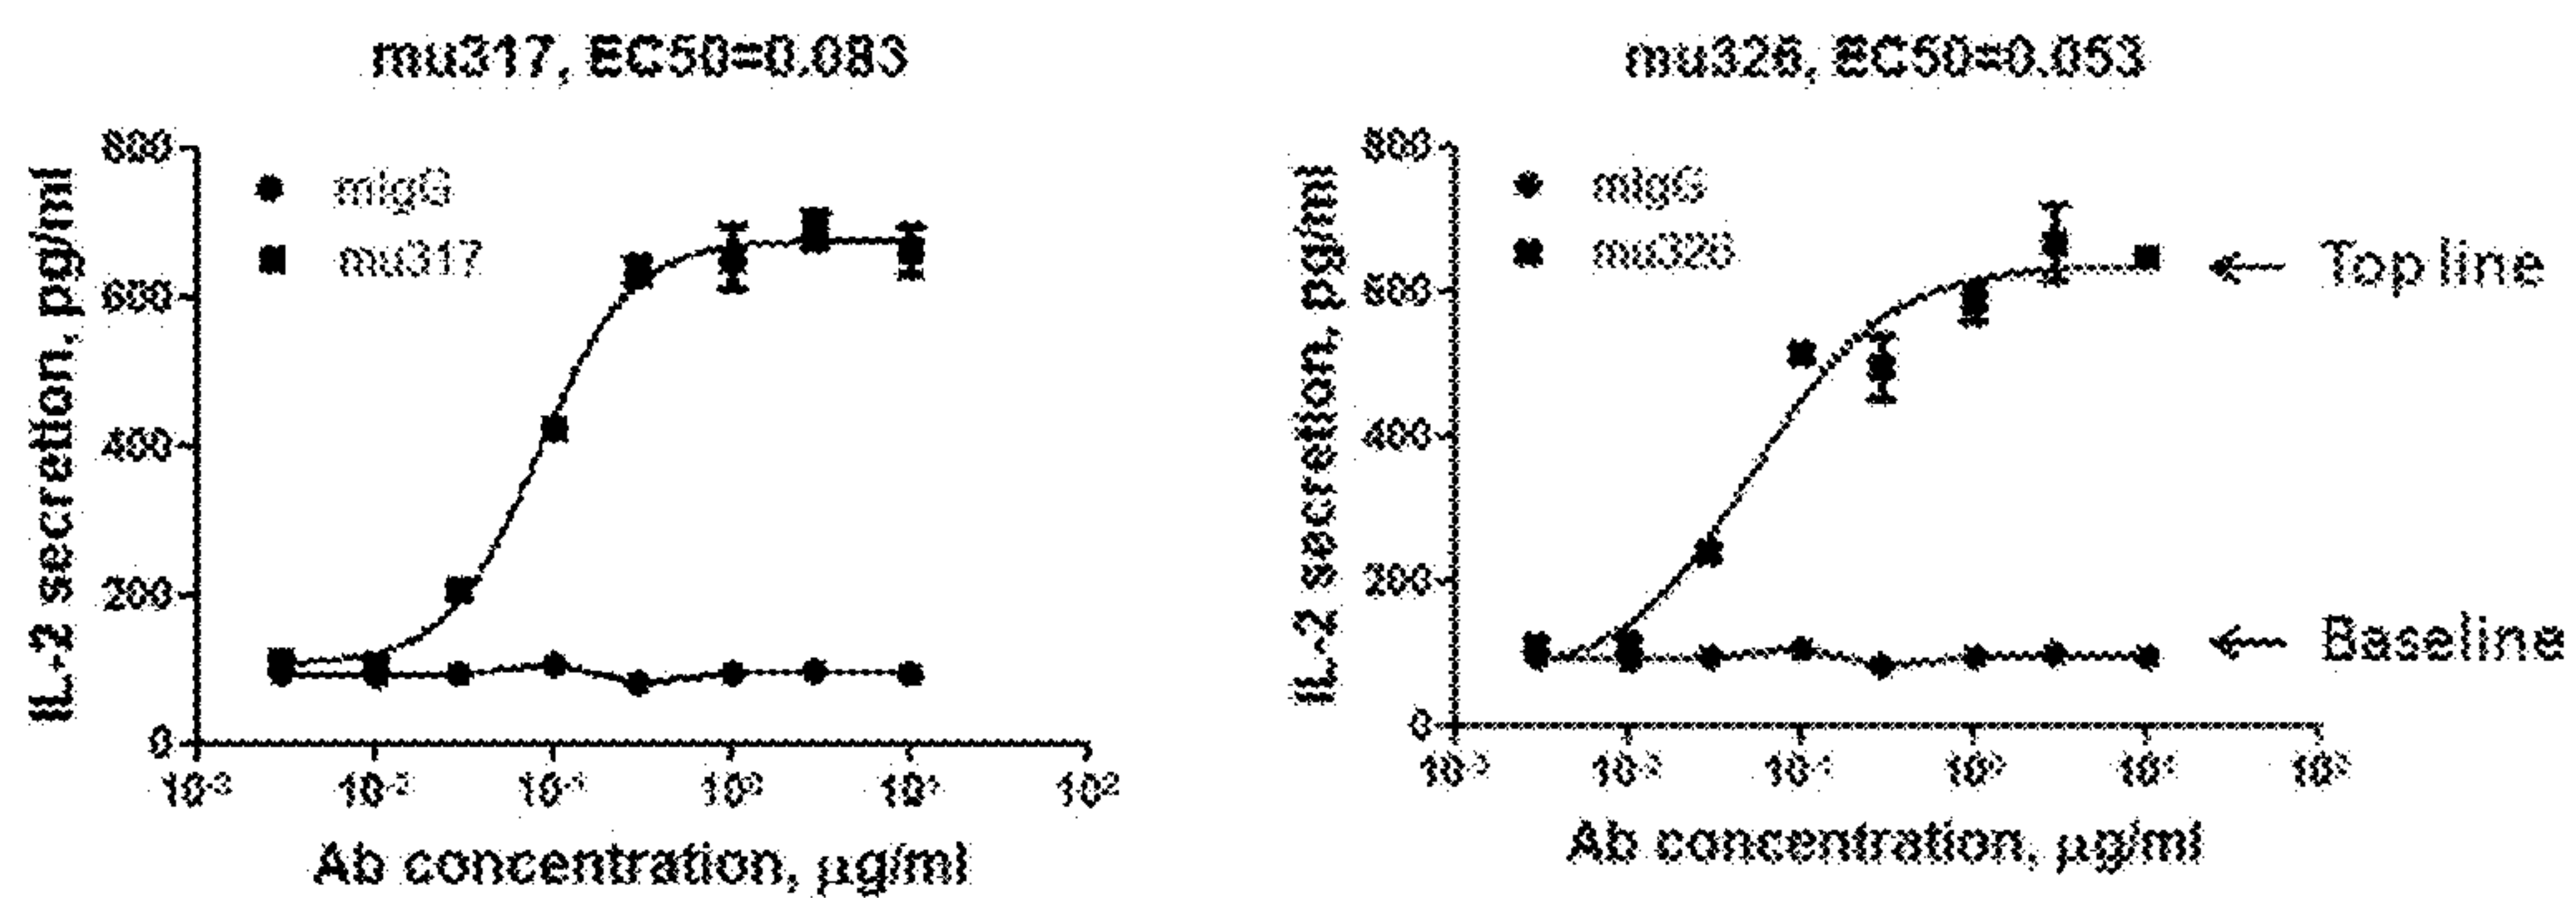 mu317, EC50=0.083
IL-2 secretion, pg/ml
800
600
400
200
0
mIgG
mu317
10-3
10-2
10-1
100
101
102
Ab concentration, μg/ml
mu326, EC50=0.053
IL-2 secretion, pg/ml
800
600
400
200
0
mIgG
mu326
10-3
10-2
10-1
100
101
102
Ab concentration, μg/ml
← Top line
← Baseline